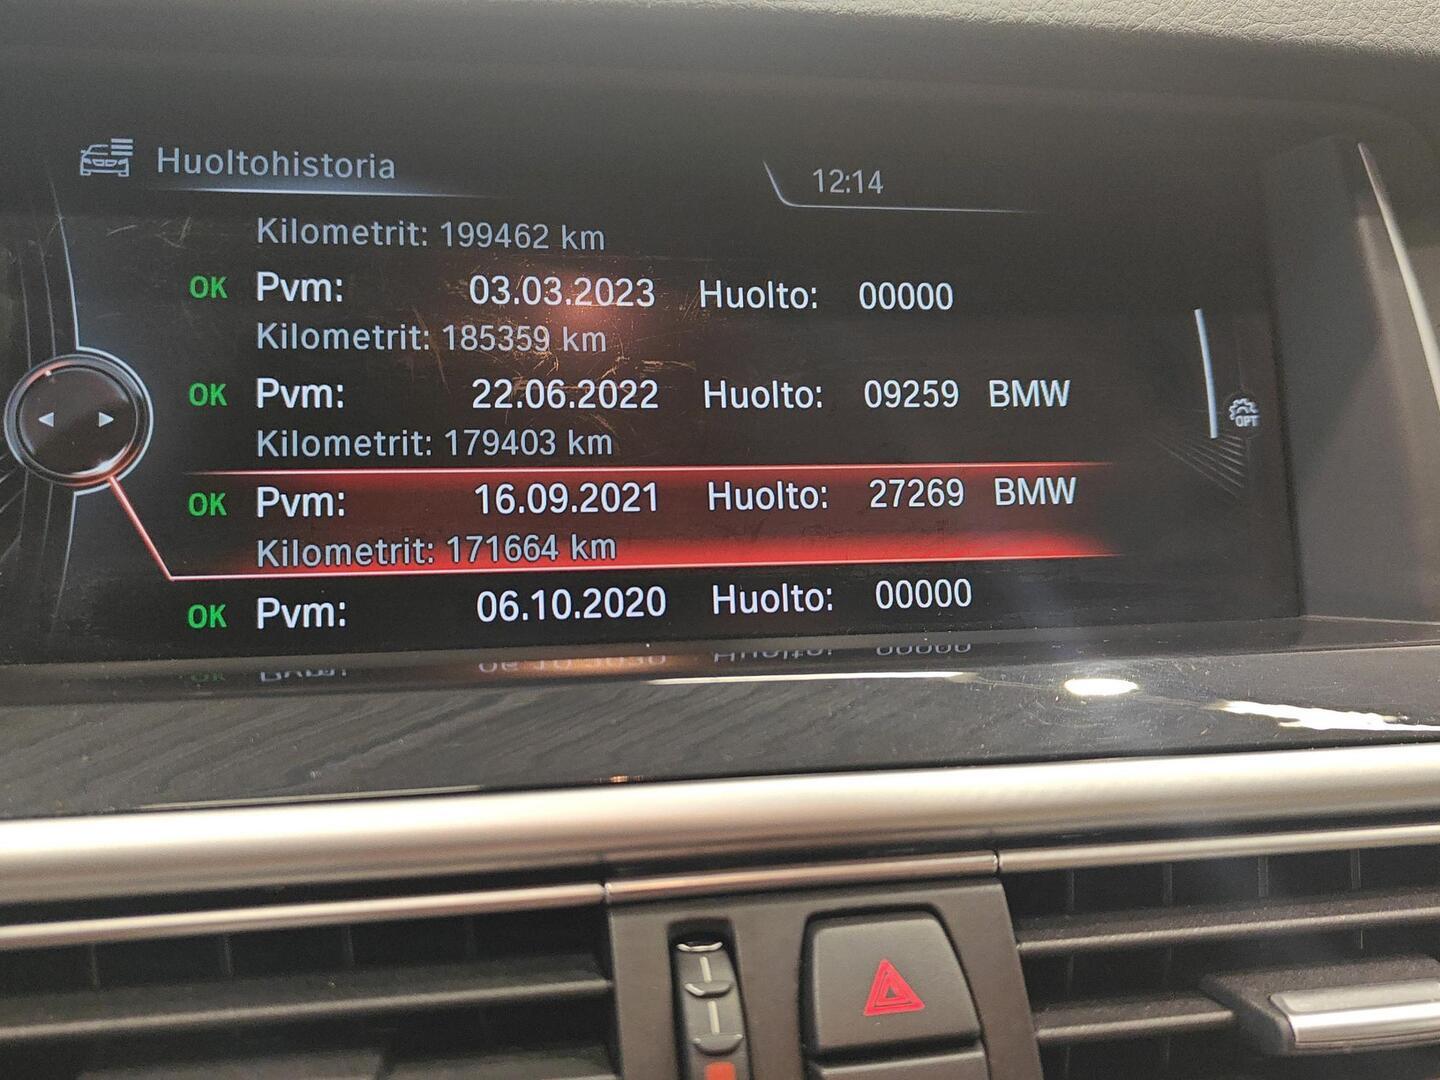 Huoltohistoria 12:14
Kilometrit: 199462 km
OK Pvm: 03.03.2023 Huolto: 00000
Kilometrit: 185359 km
OK Pvm: 22.06.2022 Huolto: 09259 BMW
Kilometrit: 179403 km
OK Pvm: 16.09.2021 Huolto: 27269 BMW
Kilometrit: 171664 km
OK Pvm: 06.10.2020 Huolto: 00000
OPT